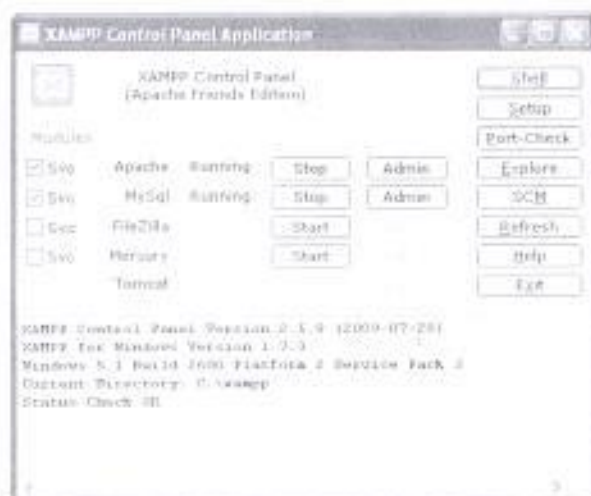 XAMPP Control Panel Application
XAMPP Control Panel
(Apache Friends Edition)
Shell
Setup
Modules
Port-Check
Svc Apache Running Stop Admin Explore
Svc MySql Running Stop Admin SCM
Svc FileZilla Start Refresh
Svc Mercury Start Help
Tomcat Exit
XAMPP Control Panel Version 2.5.8 (2009-07-28)
XAMPP for Windows Version 1.7.3
Windows 5.1 Build 2600 Platform 2 Service Pack
Current Directory: C:\xampp
Status Check OK